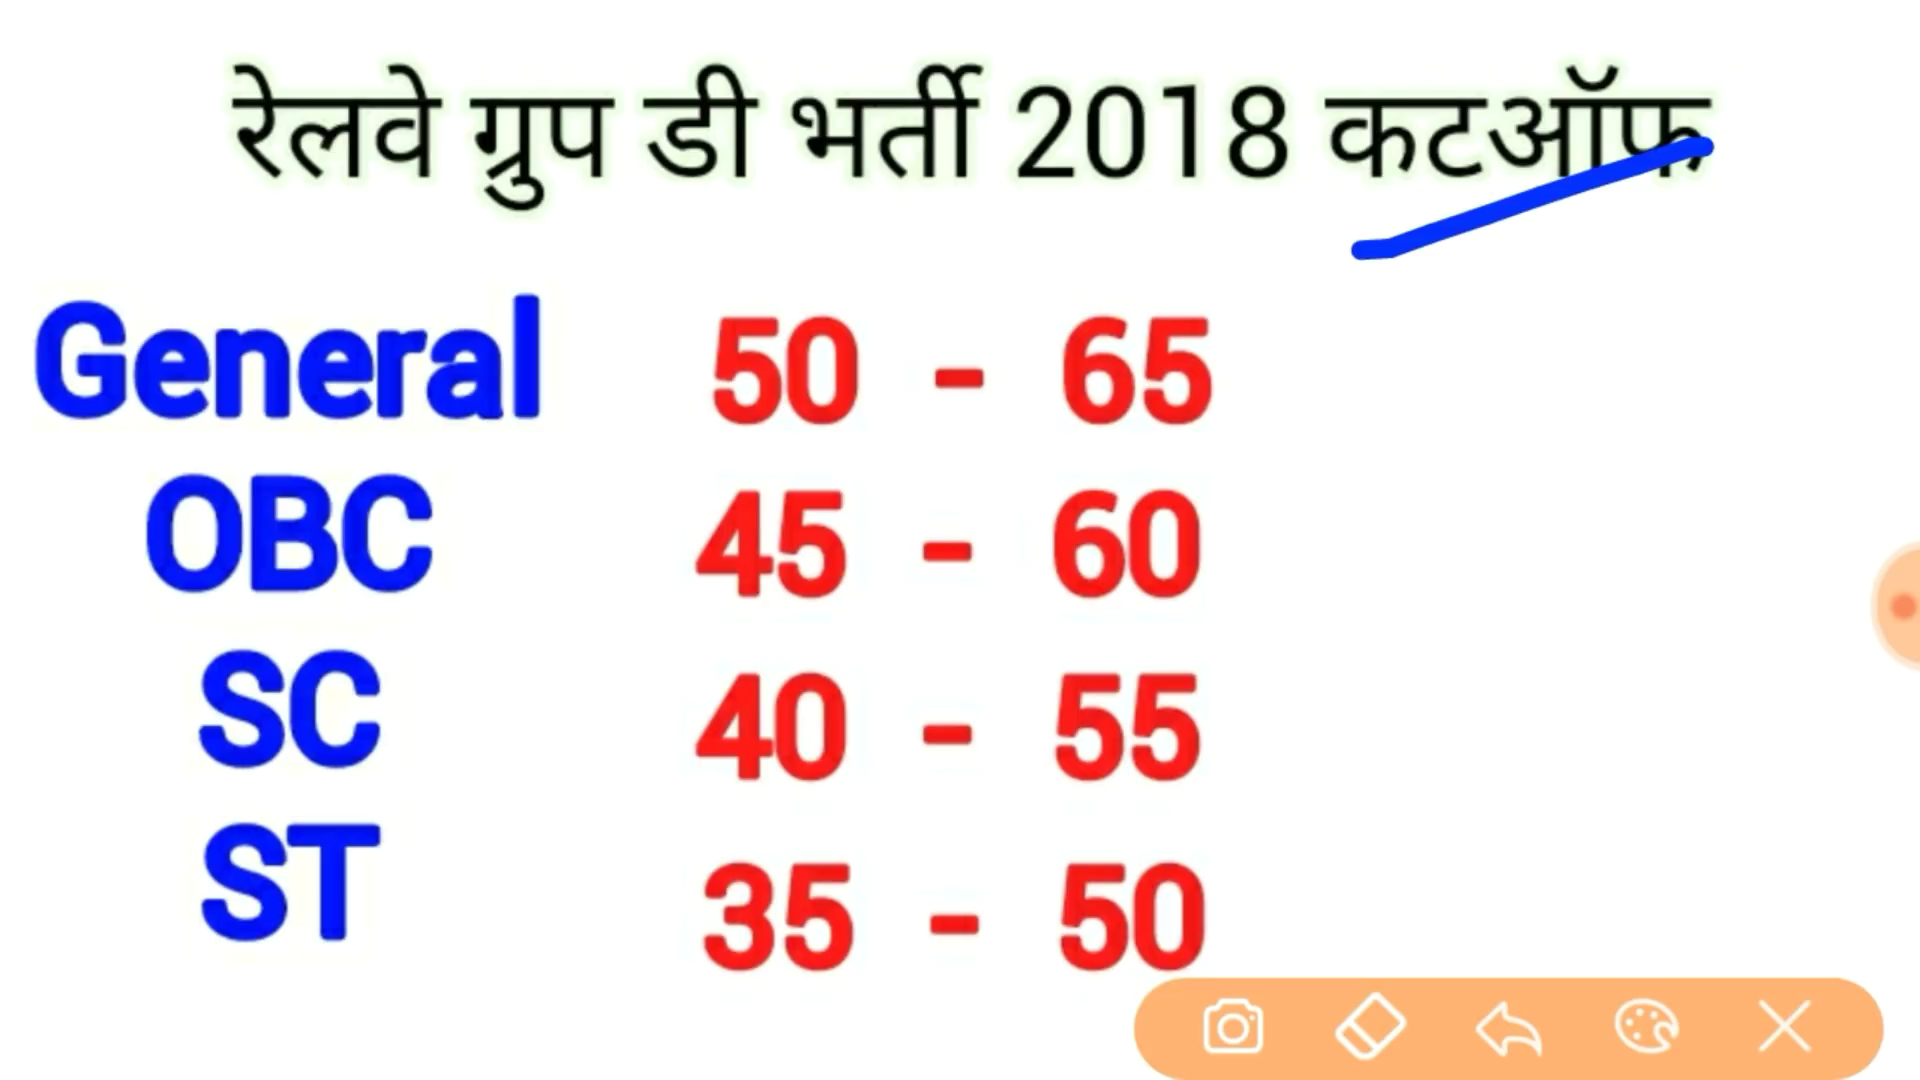 रेलवे ग्रुप डी भर्ती 2018 कटऑफ
General 50 - 65
OBC 45 - 60
SC 40 - 55
ST 35 - 50